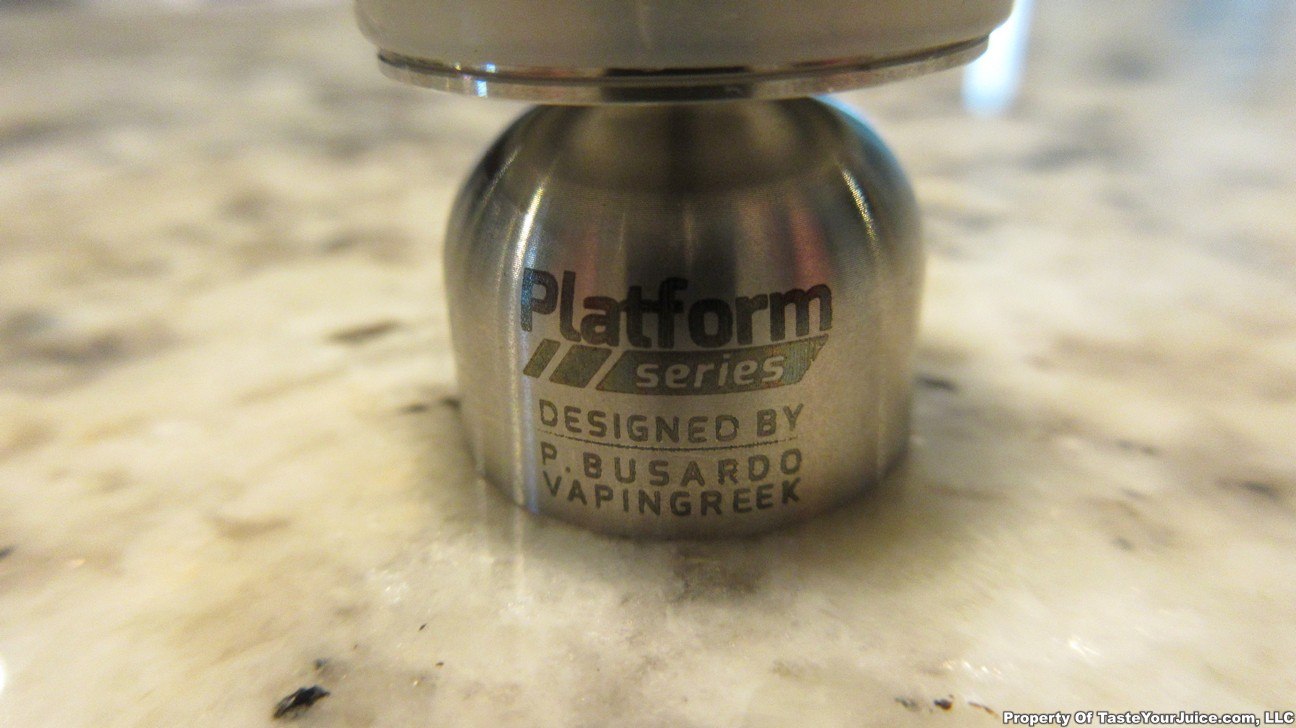 Platform
series
DESIGNED BY
P. BUSARDO
VAPINGREEK
Property Of TasteYourJuice.com, LLC